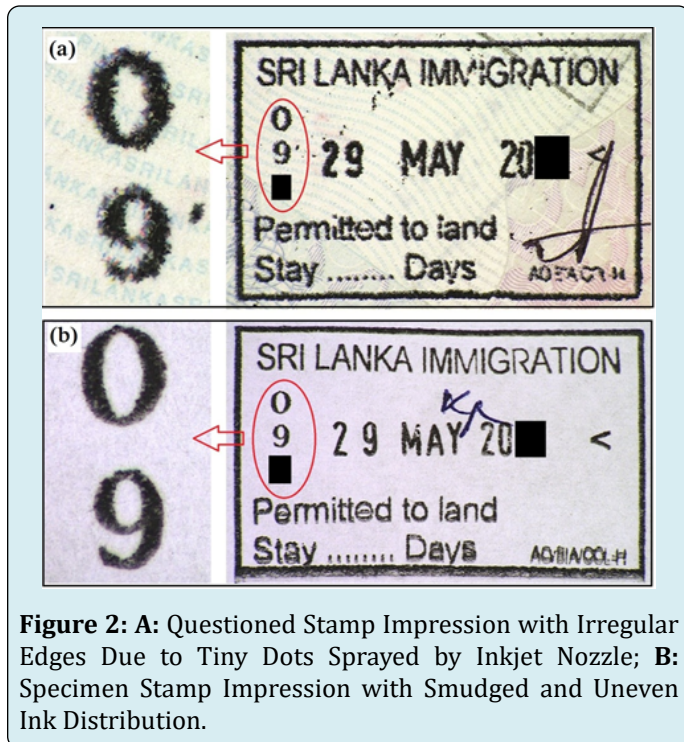 (a)
0
9
SRI LANKA IMMIGRATION
0
9 29 MAY 20 <
Permitted to land
Stay ........ Days
(b)
0
9
SRI LANKA IMMIGRATION
0
9 29 MAY 20 <
Permitted to land
Stay ........ Days
Figure 2: A: Questioned Stamp Impression with Irregular
Edges Due to Tiny Dots Sprayed by Inkjet Nozzle; B:
Specimen Stamp Impression with Smudged and Uneven
Ink Distribution.